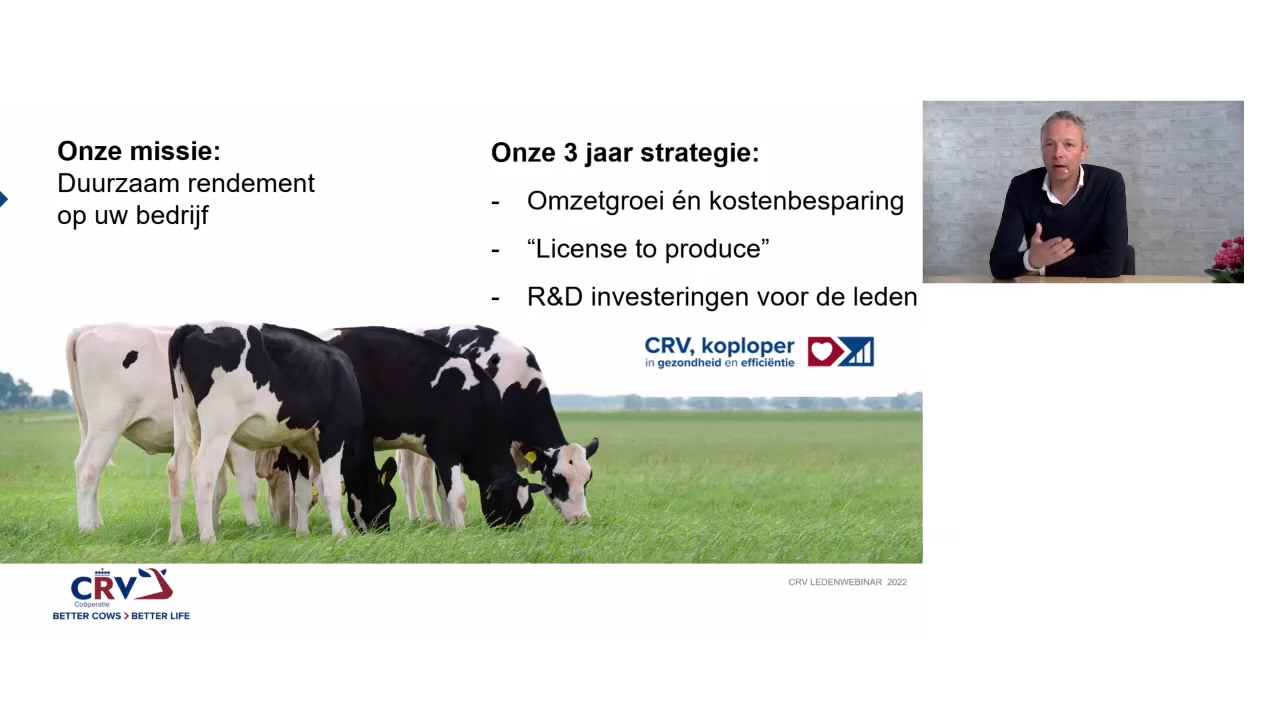 Onze missie:
Duurzaam rendement
op uw bedrijf
Onze 3 jaar strategie:
- Omzetgroei én kostenbesparing
- “License to produce”
- R&D investeringen voor de leden
CRV, koploper
in gezondheid en efficiëntie
CRV
Coöperatie
BETTER COWS > BETTER LIFE
CRV LEDENWEBINAR 2022